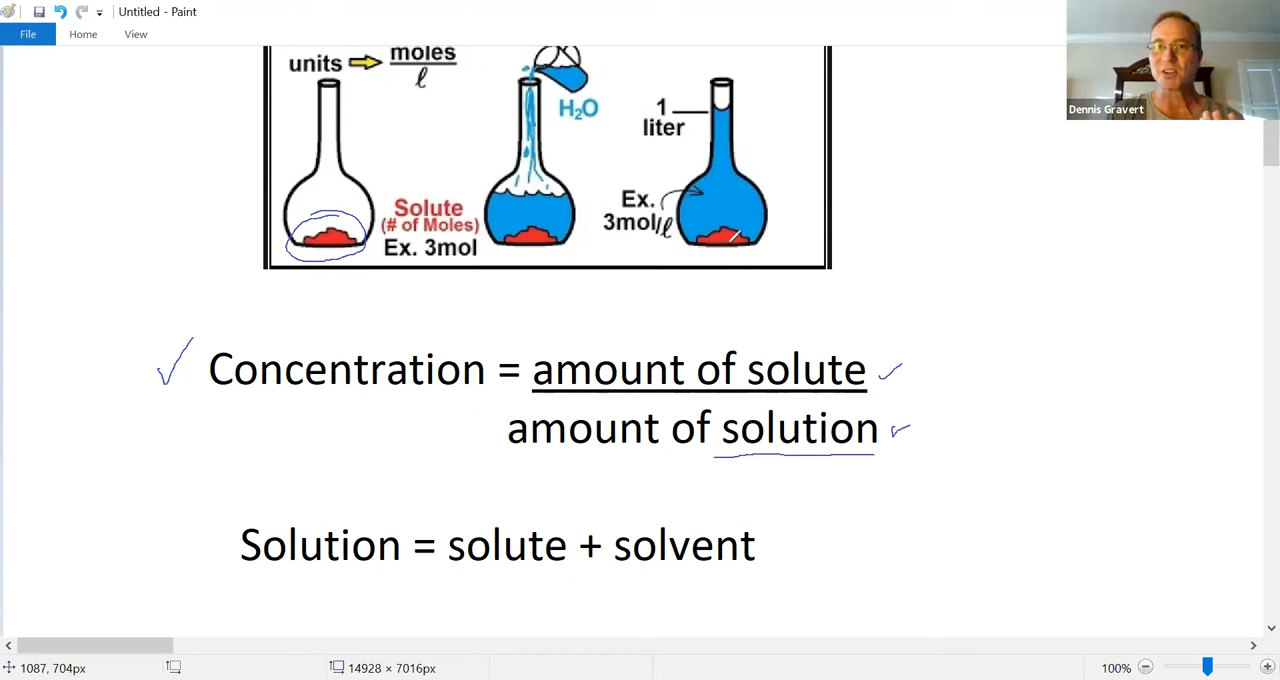 Untitled - Paint
File Home View
Dennis Gravert
units moles
ℓ
H₂O
1
liter
Solute
(# of Moles)
Ex. 3mol
Ex.
3mol/ℓ
Concentration = amount of solute
amount of solution
Solution = solute + solvent
1087, 704px 14928 × 7016px 100%